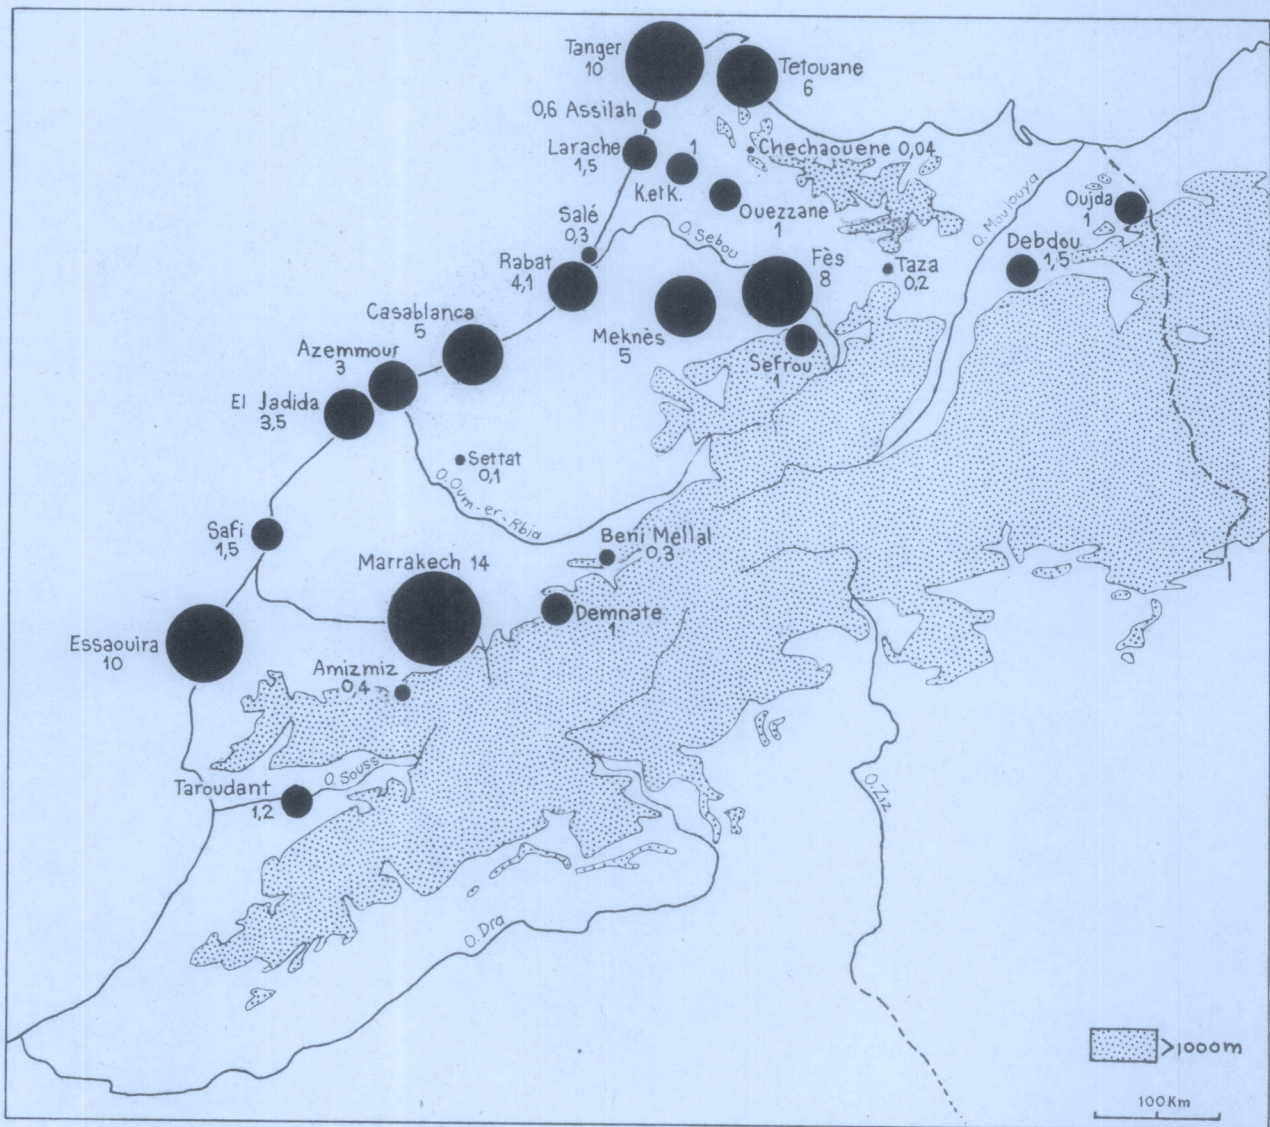 Tanger
10
Tetouane
6
0,6 Assilah
Larache
1,5
1
K.et K.
Chechaouene 0,04
Ouezzane
1
Salé
0,3
O. Sebou
O. Moulouya
Oujda
1
Debdou
1,5
Rabat
4,1
Fès
8
Taza
0,2
Casablanca
5
Meknès
5
Sefrou
1
Azemmour
3
El Jadida
3,5
Settat
0,1
O. Oum-er-Rbia
Safi
1,5
Beni Mellal
0,3
Marrakech 14
Demnate
1
Essaouira
10
Amizmiz
0,4
O. Souss
Taroudant
1,2
O. Ziz
O. Dra
>1000m
100Km